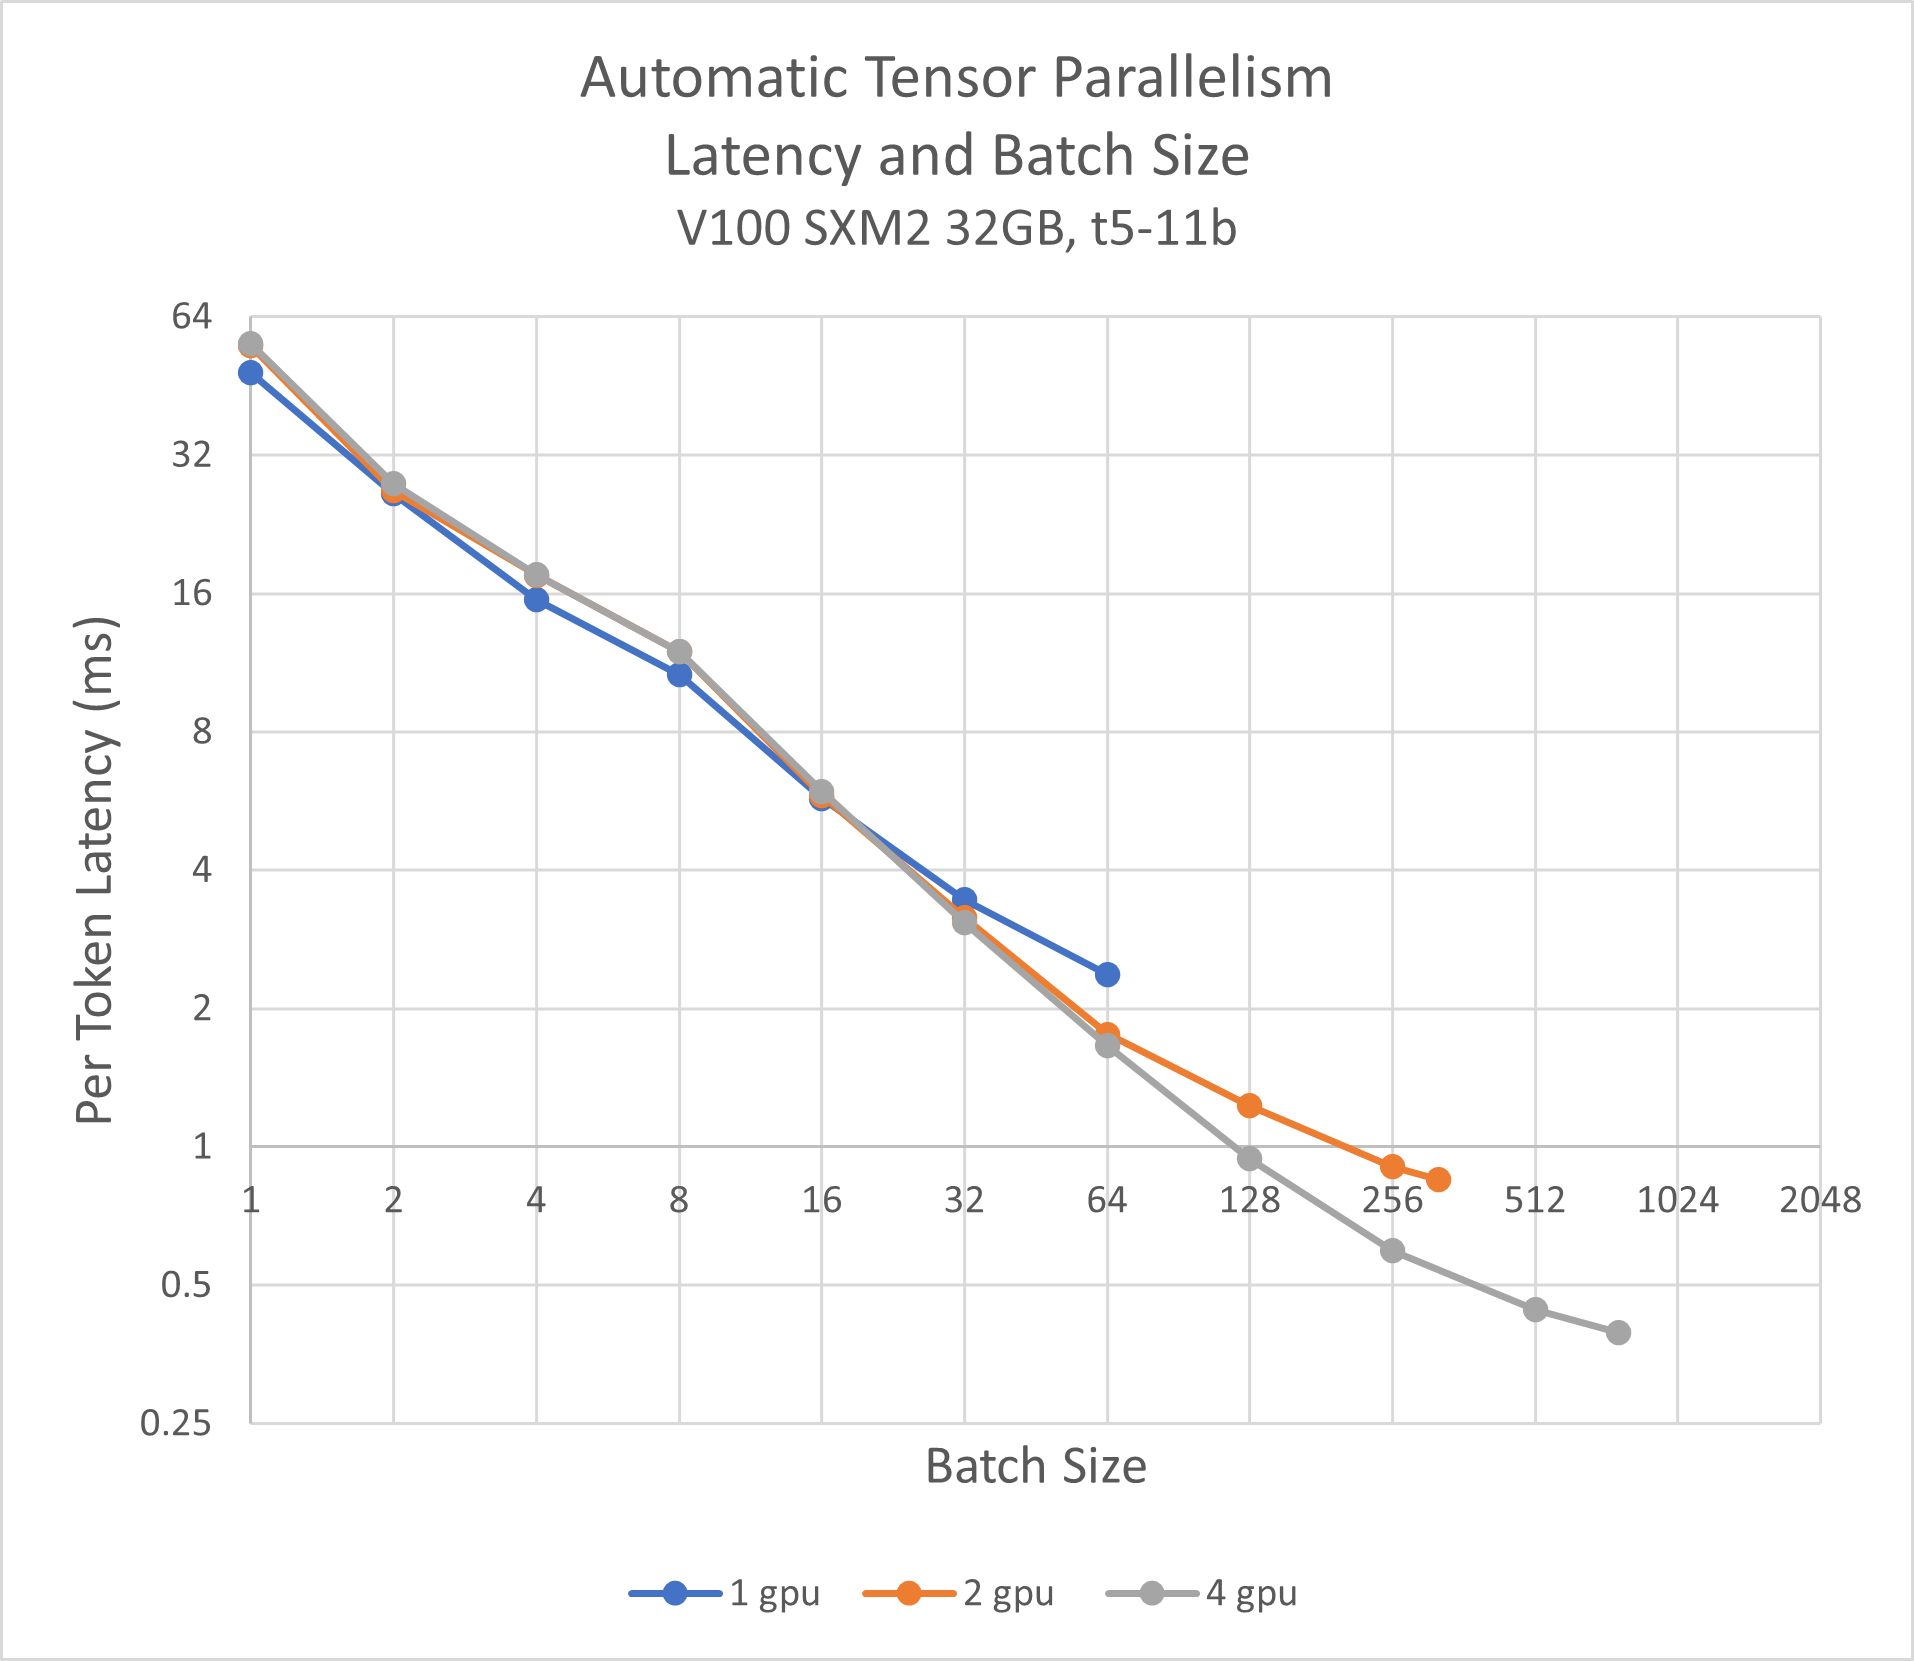 Automatic Tensor Parallelism
Latency and Batch Size
V100 SXM2 32GB, t5-11b
64
32
16
8
4
2
1
0.5
0.25
Per Token Latency (ms)
1 2 4 8 16 32 64 128 256 512 1024 2048
Batch Size
1 gpu 2 gpu 4 gpu